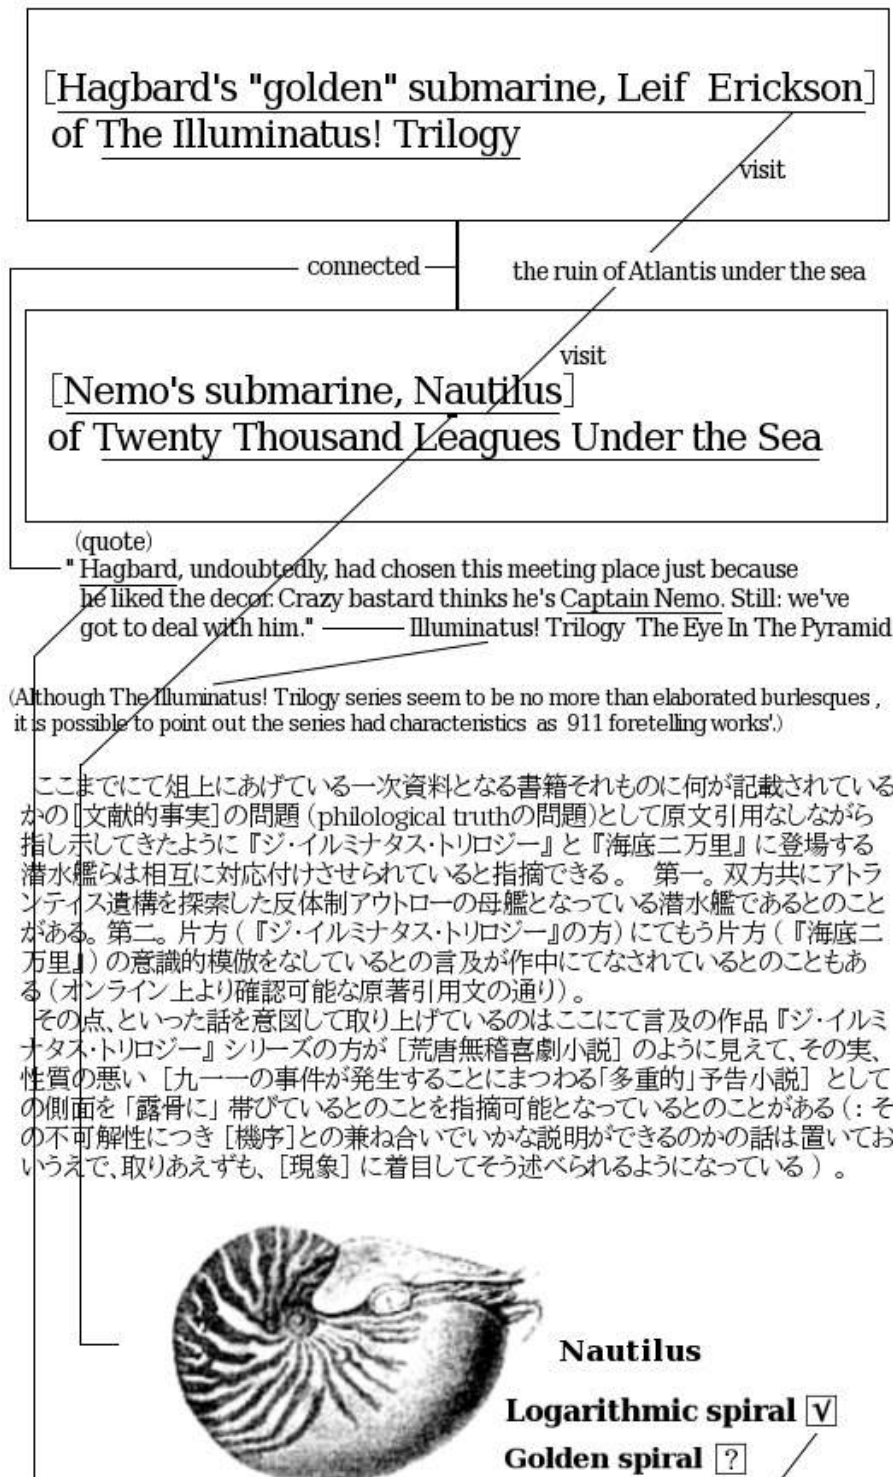 [Hagbard's "golden" submarine, Leif Erickson]
of The Illuminatus! Trilogy
visit
connected
the ruin of Atlantis under the sea
visit
[Nemo's submarine, Nautilus]
of Twenty Thousand Leagues Under the Sea
(quote)
" Hagbard, undoubtedly, had chosen this meeting place just because
he liked the decor. Crazy bastard thinks he's Captain Nemo. Still: we've
got to deal with him." ——— Illuminatus! Trilogy The Eye In The Pyramid
(Although The Illuminatus! Trilogy series seem to be no more than elaborated burlesques ,
it is possible to point out the series had characteristics as 911 foretelling works'.)
ここまでにて俎上にあげている一次資料となる書籍それものに何が記載されている
かの[文献的事実]の問題(philological truthの問題)として原文引用なしながら
指し示してきたように『ジ・イルミナタス・トリロジー』と『海底二万里』に登場する
潜水艦らは相互に対応付けさせられていると指摘できる。 第一。双方共にアトラ
ンティス遺構を探索した反体制アウトローの母艦となっている潜水艦であるとのこと
がある。第二。片方(『ジ・イルミナタス・トリロジー』の方)にてもう片方(『海底二
万里』)の意識的模倣をなしているとの言及が作中にてなされているとのこともあ
る(オンライン上より確認可能な原著引用文の通り)。
その点、といった話を意図して取り上げているのはここにて言及の作品『ジ・イルミ
ナタス・トリロジー』シリーズの方が[荒唐無稽喜劇小説]のように見えて、その実、
性質の悪い [九一一の事件が発生することにまつわる「多重的」予告小説] として
の側面を「露骨に」帯びているとのことを指摘可能となっているとのことがある(:そ
の不可解性につき[機序]との兼ね合いでいかな説明ができるのかの話は置いてお
いうえで、取りあえずも、[現象]に着目してそう述べられるようになっている)。
Nautilus
Logarithmic spiral √
Golden spiral ?